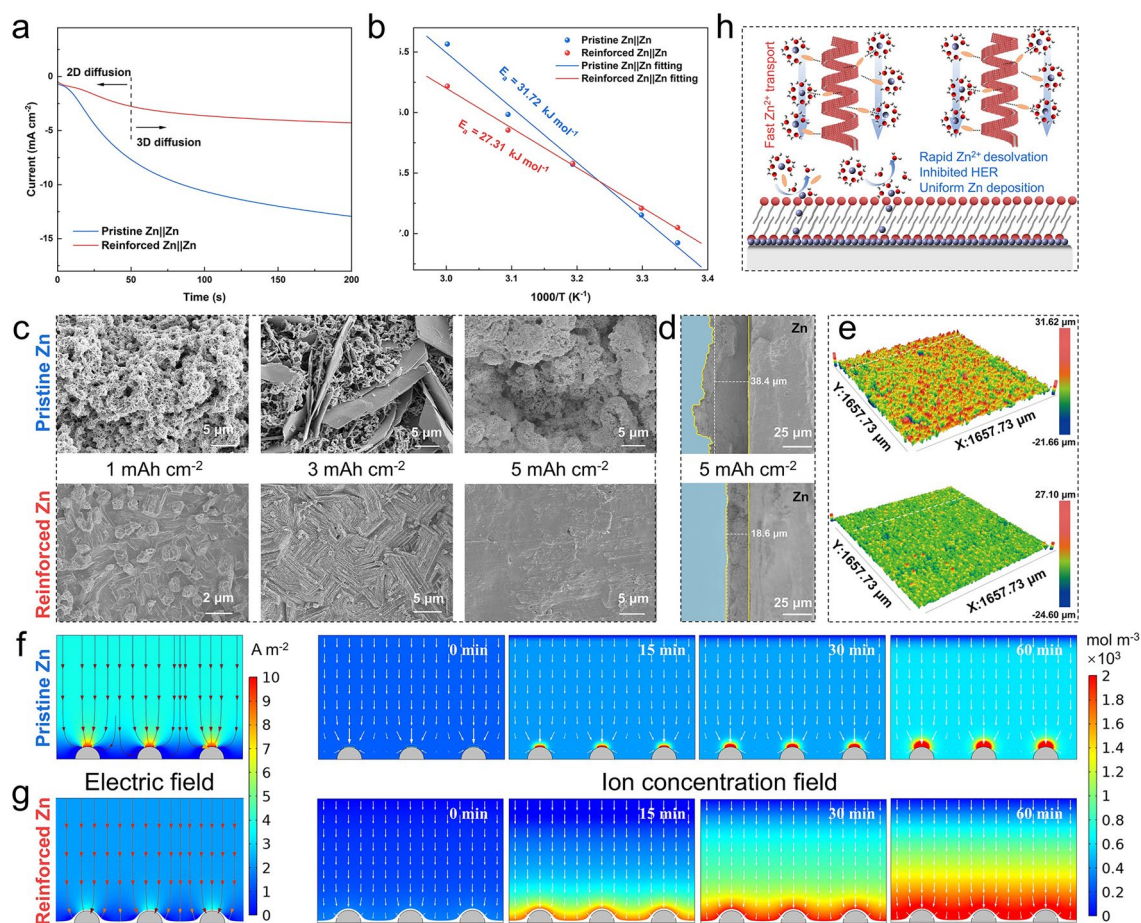 a
Current (mA cm-2)
0
-5
-10
-15
2D diffusion
3D diffusion
Pristine Zn||Zn
Reinforced Zn||Zn
0
50
100
150
200
Time (s)
b
Pristine Zn||Zn
Reinforced Zn||Zn
Pristine Zn||Zn fitting
Reinforced Zn||Zn fitting
Ea = 31.72 kJ mol-1
Ea = 27.31 kJ mol-1
3.0
3.1
3.2
3.3
3.4
1000/T (K-1)
h
Fast Zn2+ transport
Rapid Zn2+ desolvation
Inhibited HER
Uniform Zn deposition
c
Pristine Zn
5 μm
5 μm
5 μm
1 mAh cm-2
3 mAh cm-2
5 mAh cm-2
Reinforced Zn
2 μm
5 μm
5 μm
d
Zn
38.4 μm
25 μm
5 mAh cm-2
Zn
18.6 μm
25 μm
e
31.62 μm
-21.66 μm
Y:1657.73 μm
X:1657.73 μm
27.10 μm
-24.60 μm
Y:1657.73 μm
X:1657.73 μm
f
Pristine Zn
A m-2
10
9
8
7
6
5
4
3
2
1
0
0 min
15 min
30 min
60 min
mol m-3
×103
2
1.8
1.6
1.4
1.2
1
0.8
0.6
0.4
0.2
0
Electric field
Ion concentration field
g
Reinforced Zn
0 min
15 min
30 min
60 min